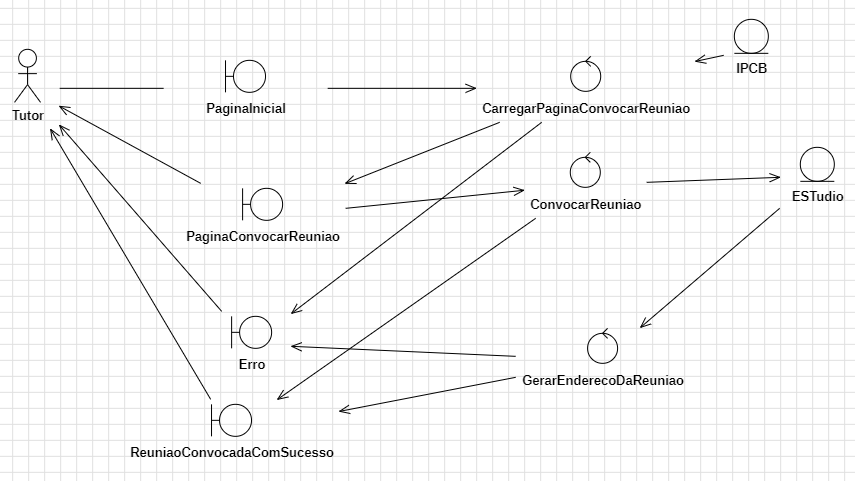 IPCB
Tutor
PaginaInicial
CarregarPaginaConvocarReuniao
ESTudio
ConvocarReuniao
PaginaConvocarReuniao
Erro
GerarEnderecoDaReuniao
ReuniaoConvocadaComSucesso